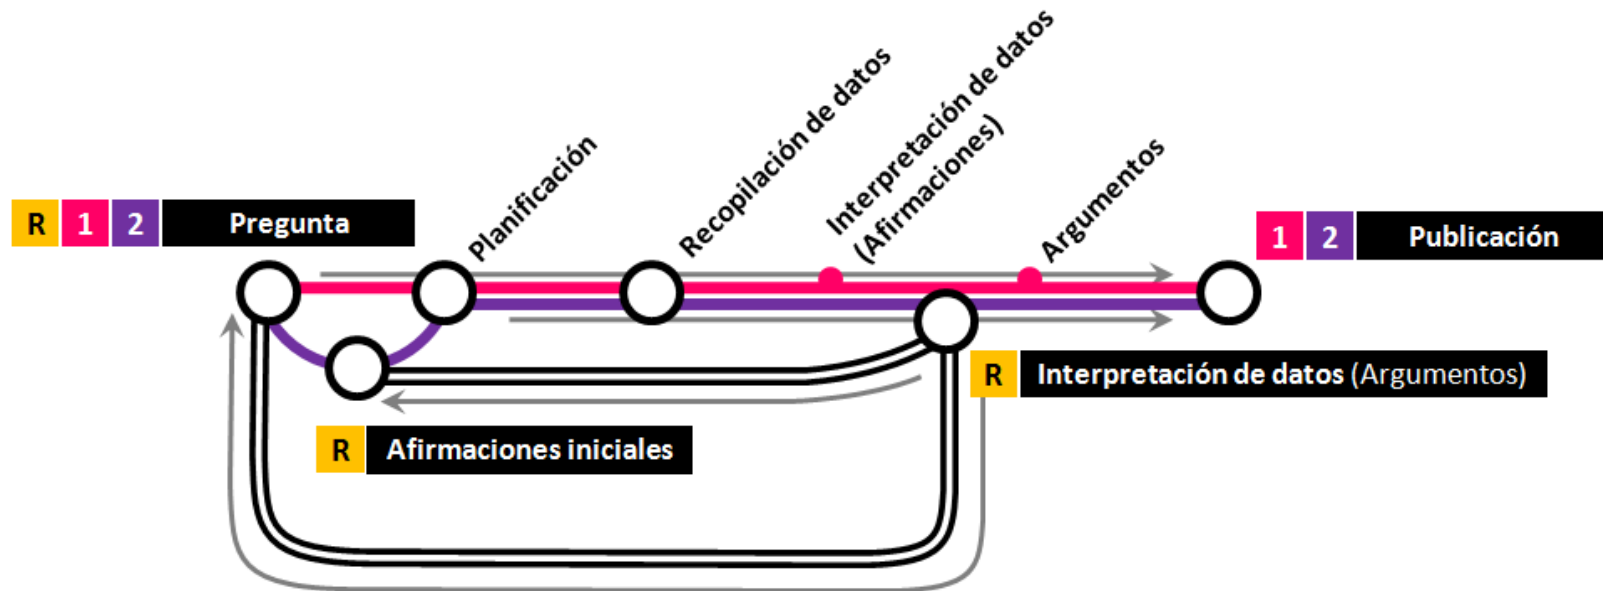 Planificación
Recopilación de datos
Interpretación de datos
(Afirmaciones)
Argumentos
R 1 2 Pregunta
1 2 Publicación
R Interpretación de datos (Argumentos)
R Afirmaciones iniciales